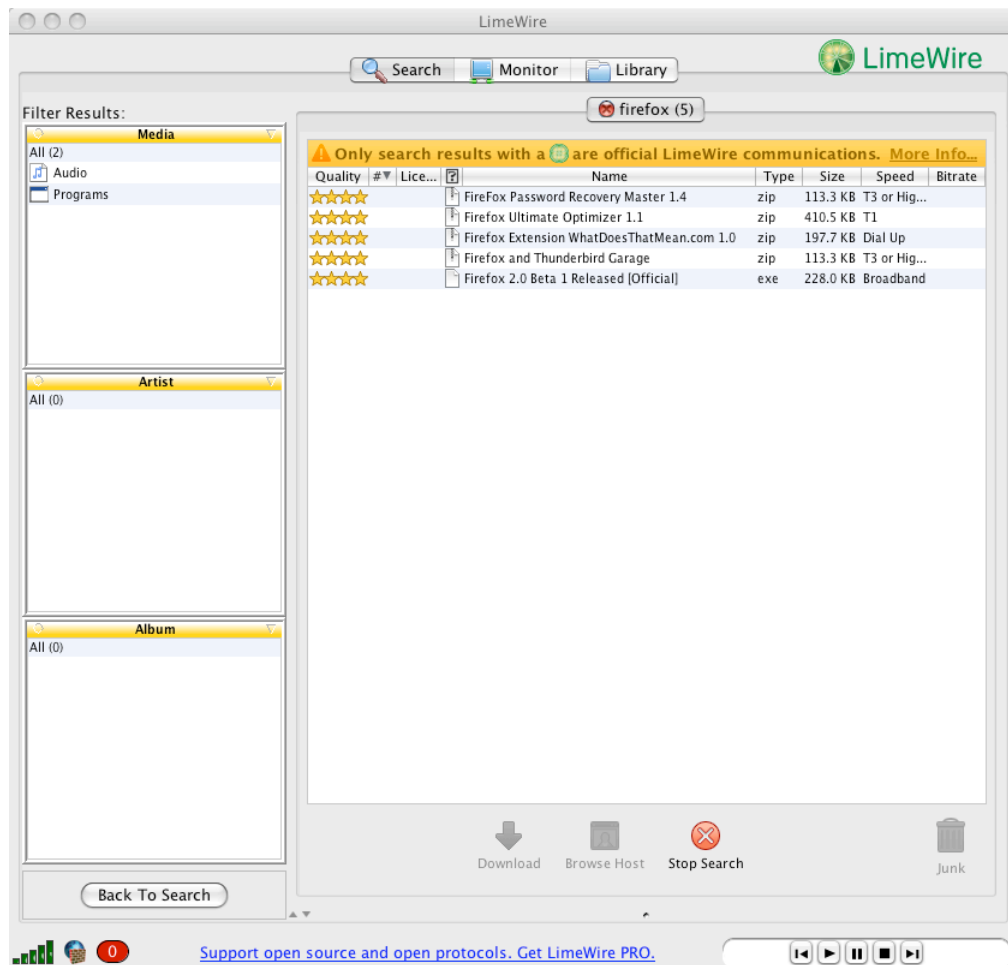 LimeWire
Search Monitor Library
LimeWire
Filter Results:
Media
All (2)
Audio
Programs
Artist
All (0)
Album
All (0)
Back To Search
firefox (5)
Only search results with a are official LimeWire communications. More Info...
Quality # Lice... ? Name Type Size Speed Bitrate
FireFox Password Recovery Master 1.4 zip 113.3 KB T3 or Hig...
Firefox Ultimate Optimizer 1.1 zip 410.5 KB T1
Firefox Extension WhatDoesThatMean.com 1.0 zip 197.7 KB Dial Up
Firefox and Thunderbird Garage zip 113.3 KB T3 or Hig...
Firefox 2.0 Beta 1 Released [Official] exe 228.0 KB Broadband
Download Browse Host Stop Search Junk
0 Support open source and open protocols. Get LimeWire PRO.